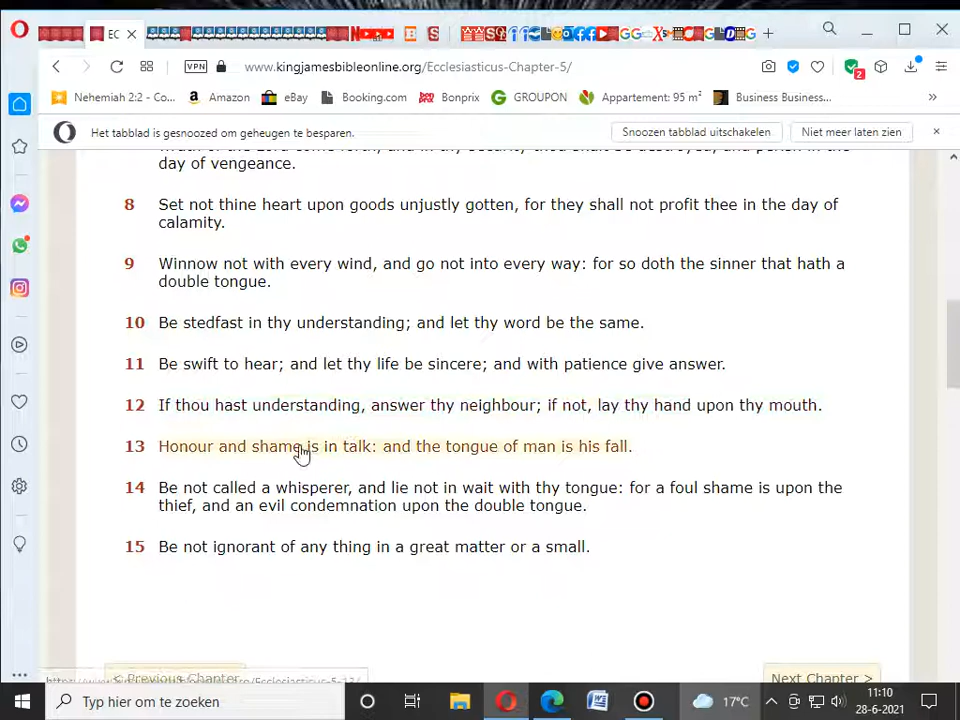 EC
VPN
www.kingjamesbibleonline.org/Ecclesiasticus-Chapter-5/
2
Nehemiah 2:2 - Co...
Amazon
eBay
Booking.com
Bonprix
GROUPON
Appartement: 95 m²
Business Business...
»
Het tabblad is gesnoozed om geheugen te besparen.
Snoozen tabblad uitschakelen
Niet meer laten zien
day of vengeance.
8 Set not thine heart upon goods unjustly gotten, for they shall not profit thee in the day of
calamity.
9 Winnow not with every wind, and go not into every way: for so doth the sinner that hath a
double tongue.
10 Be stedfast in thy understanding; and let thy word be the same.
11 Be swift to hear; and let thy life be sincere; and with patience give answer.
12 If thou hast understanding, answer thy neighbour; if not, lay thy hand upon thy mouth.
13 Honour and shame is in talk: and the tongue of man is his fall.
14 Be not called a whisperer, and lie not in wait with thy tongue: for a foul shame is upon the
thief, and an evil condemnation upon the double tongue.
15 Be not ignorant of any thing in a great matter or a small.
< Previous Chapter
Next Chapter >
Typ hier om te zoeken
17°C
11:10
28-6-2021